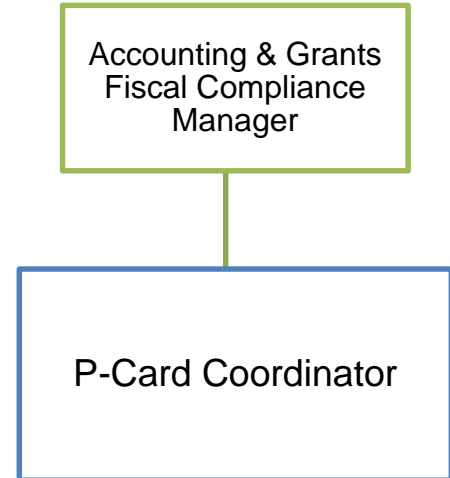 Accounting & Grants
Fiscal Compliance
Manager
P-Card Coordinator